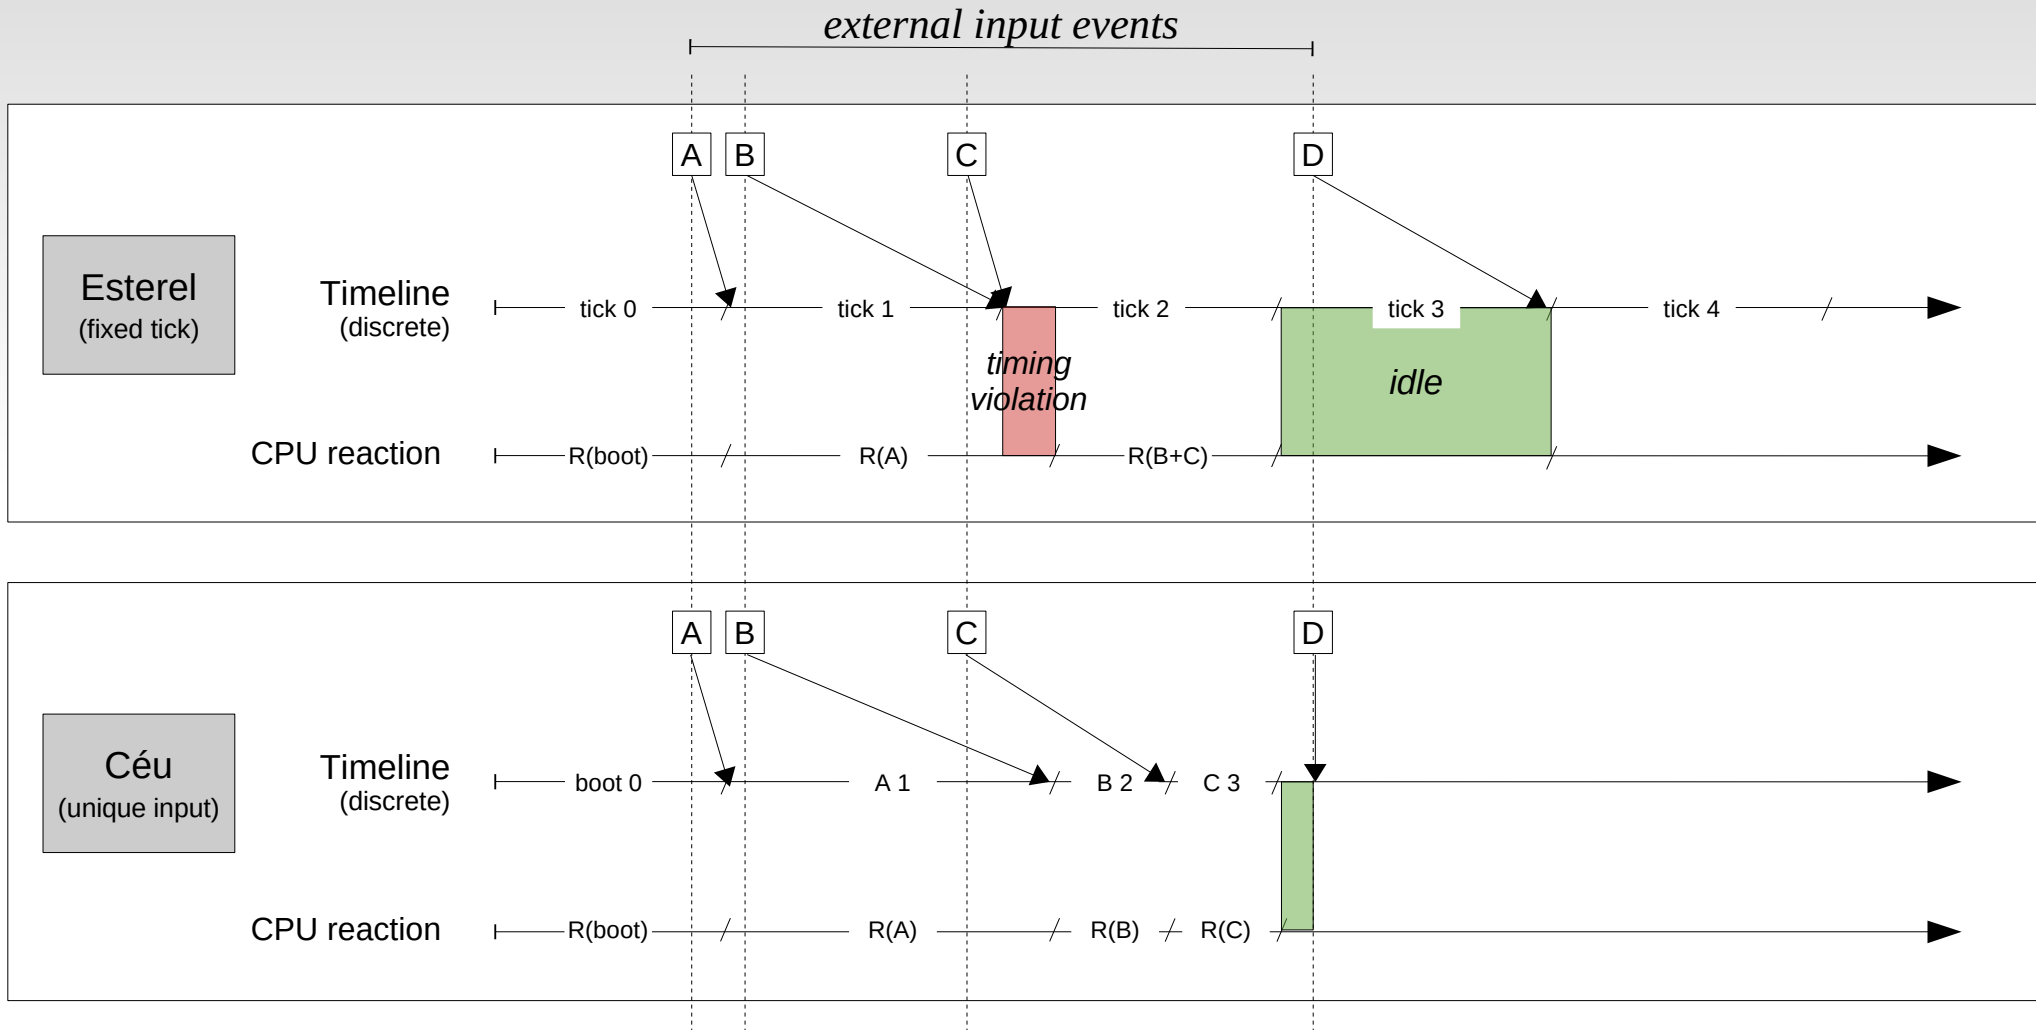 external input events
A B C D
Esterel
(fixed tick)
Timeline
(discrete)
tick 0 tick 1 tick 2 tick 3 tick 4
timing
violation
idle
CPU reaction
R(boot) R(A) R(B+C)
A B C D
Céu
(unique input)
Timeline
(discrete)
boot 0 A 1 B 2 C 3
CPU reaction
R(boot) R(A) R(B) R(C)